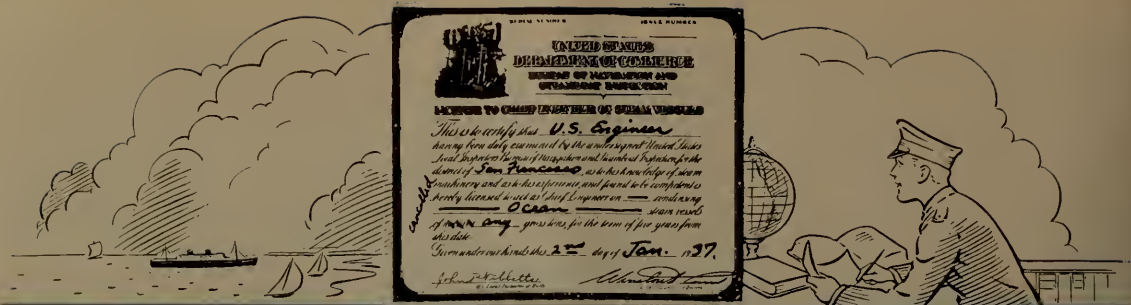 SERIAL NUMBER ISSUE NUMBER
UNITED STATES
DEPARTMENT OF COMMERCE
BUREAU OF NAVIGATION AND
STEAMBOAT INSPECTION
LICENSE TO CHIEF ENGINEER OF STEAM VESSELS
This is to certify that U.S. Engineer
having been duly examined by the undersigned United States
Local Inspectors Bureau of Navigation and Steamboat Inspection for the
district of San Francisco, as to his knowledge of steam
machinery and as to his experience, and found to be competent is
hereby licensed to act as Chief Engineer on condensing
Ocean steam vessels
of any gross tons, for the term of five years from
this date
Given under our hands this 2nd day of Jan. 1937.
cancelled